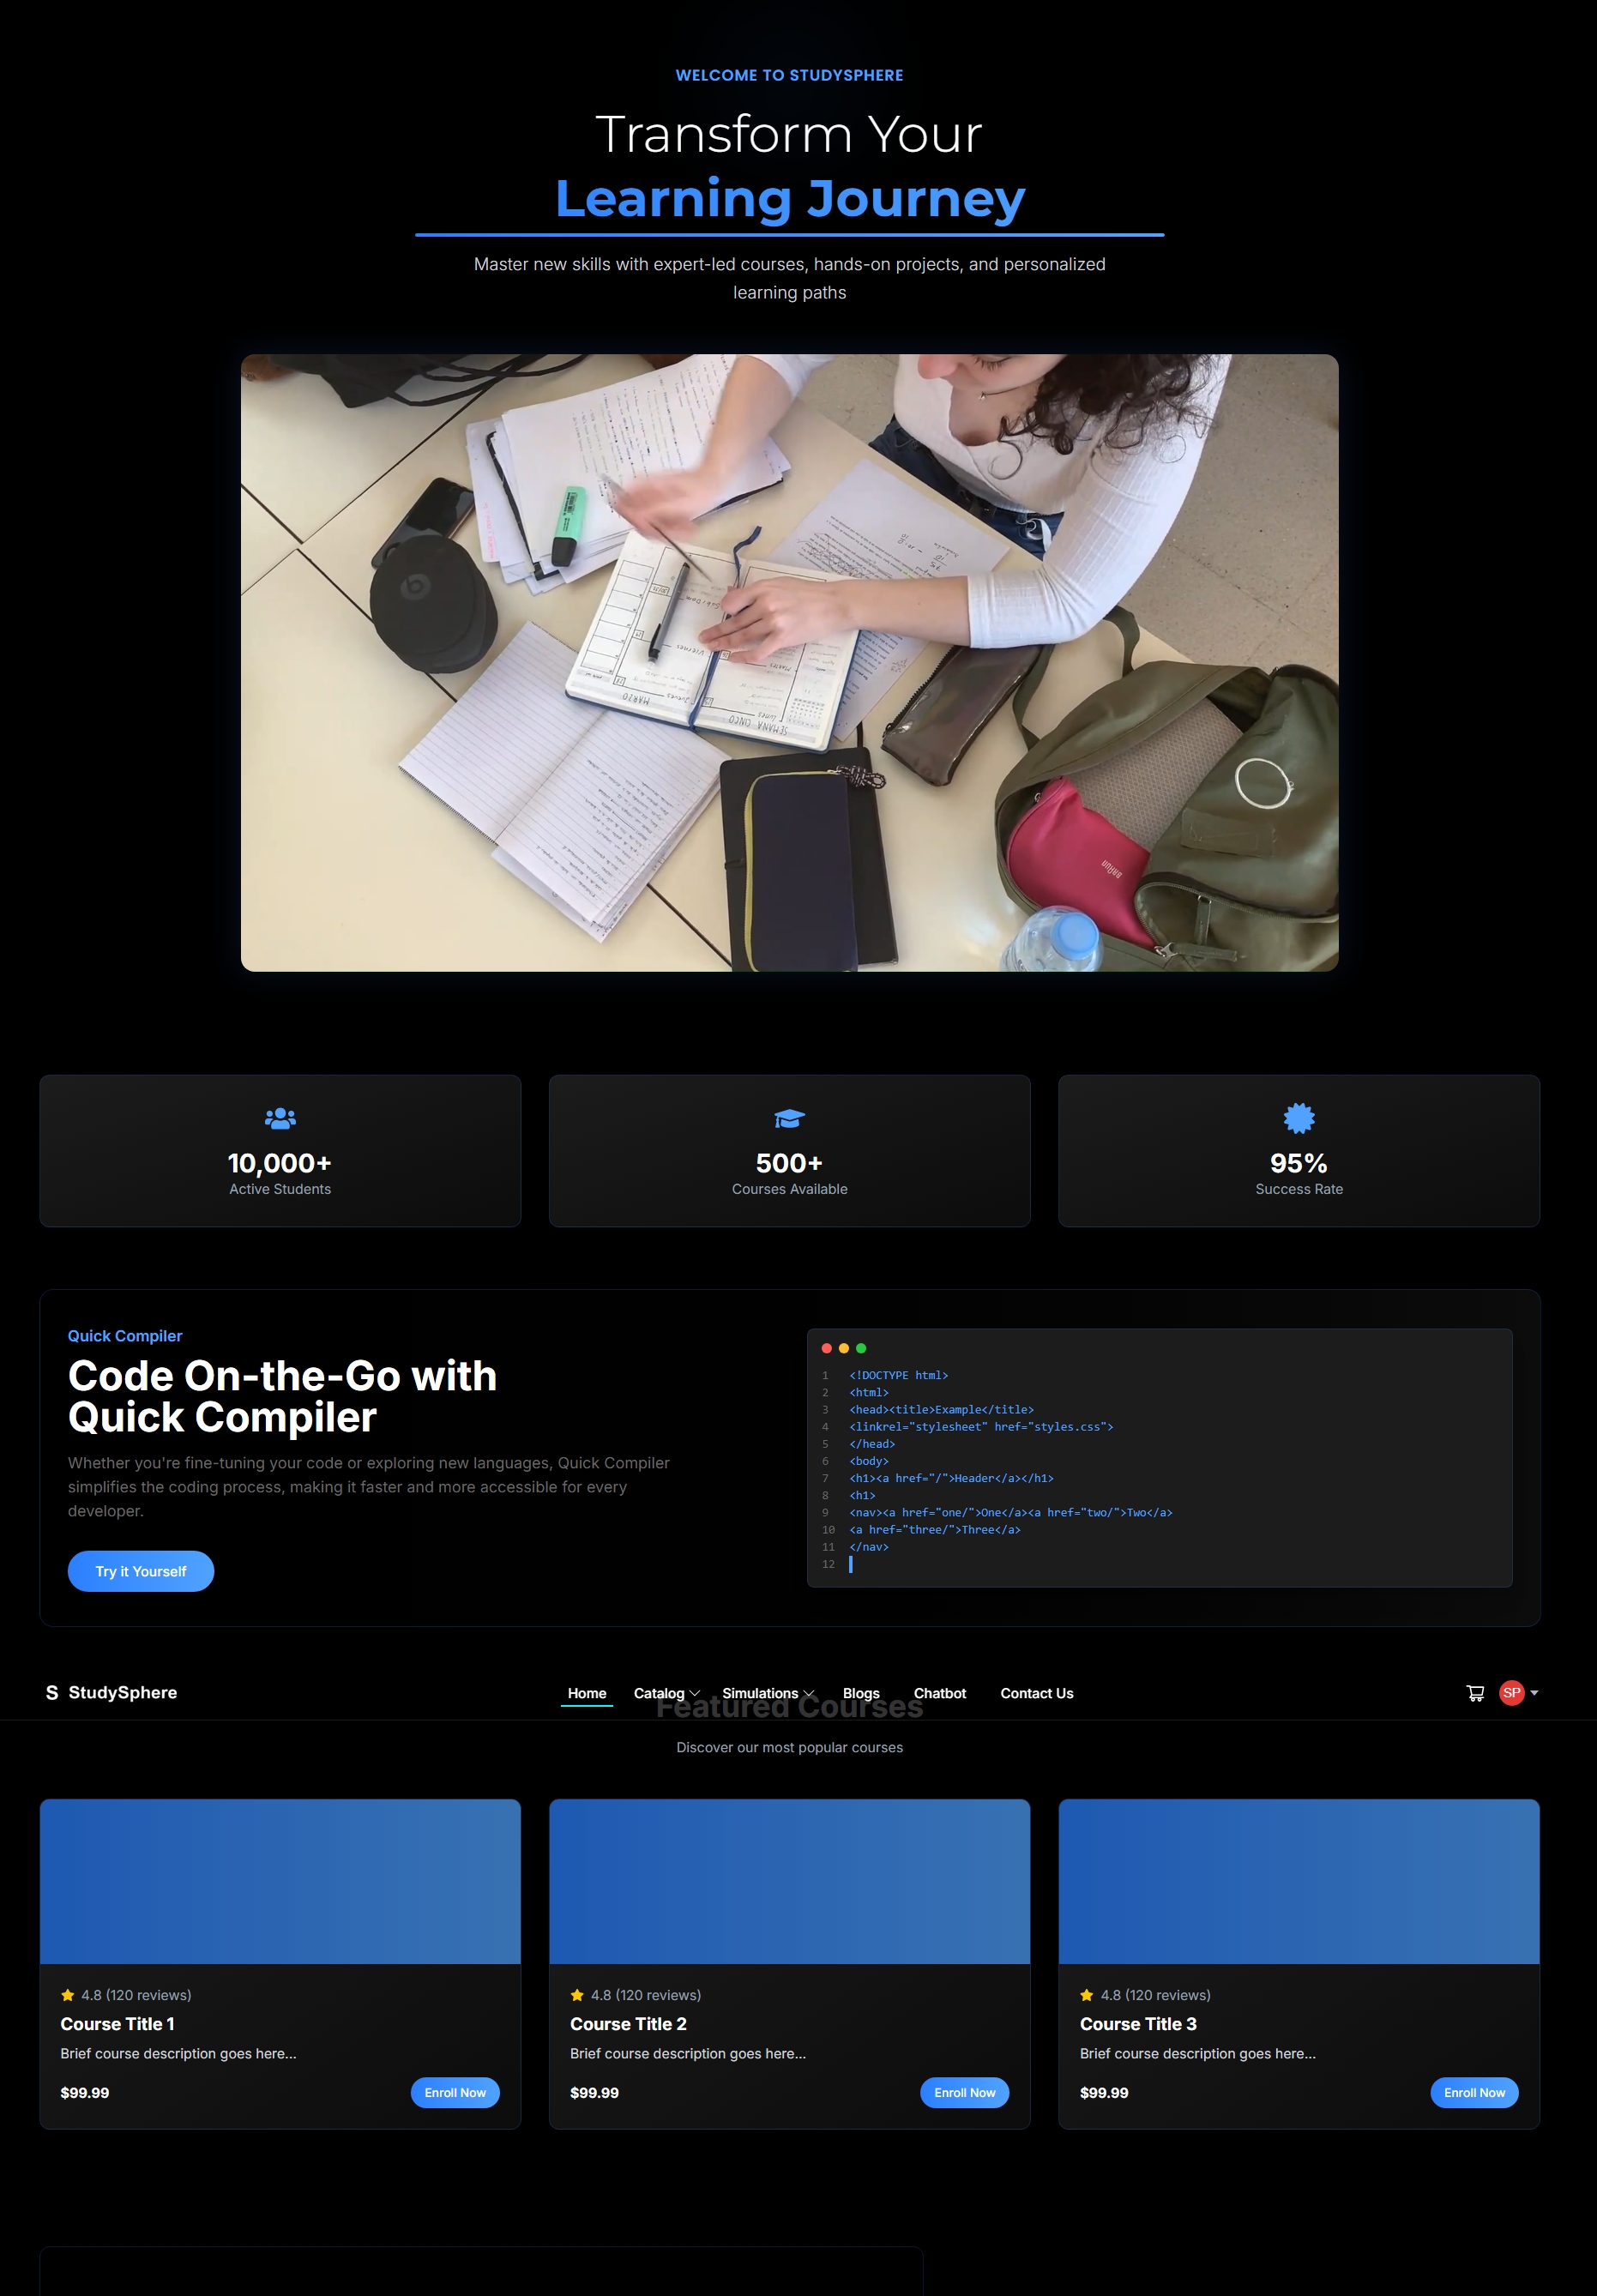 WELCOME TO STUDYSPHERE
Transform Your
Learning Journey
Master new skills with expert-led courses, hands-on projects, and personalized
learning paths
Viernes
Jueves
MARZO
Lunes
SEMANA CINCO
BRAUN
10,000+
Active Students
500+
Courses Available
95%
Success Rate
Quick Compiler
Code On-the-Go with
Quick Compiler
Whether you're fine-tuning your code or exploring new languages, Quick Compiler
simplifies the coding process, making it faster and more accessible for every
developer.
Try it Yourself
1 <!DOCTYPE html>
2 <html>
3 <head><title>Example</title>
4 <linkrel="stylesheet" href="styles.css">
5 </head>
6 <body>
7 <h1><a href="/">Header</a></h1>
8 <h1>
9 <nav><a href="one/">One</a><a href="two/">Two</a>
10 <a href="three/">Three</a>
11 </nav>
12
S StudySphere
Home Catalog Simulations Blogs Chatbot Contact Us
SP
Featured Courses
Discover our most popular courses
4.8 (120 reviews)
Course Title 1
Brief course description goes here...
$99.99
Enroll Now
4.8 (120 reviews)
Course Title 2
Brief course description goes here...
$99.99
Enroll Now
4.8 (120 reviews)
Course Title 3
Brief course description goes here...
$99.99
Enroll Now